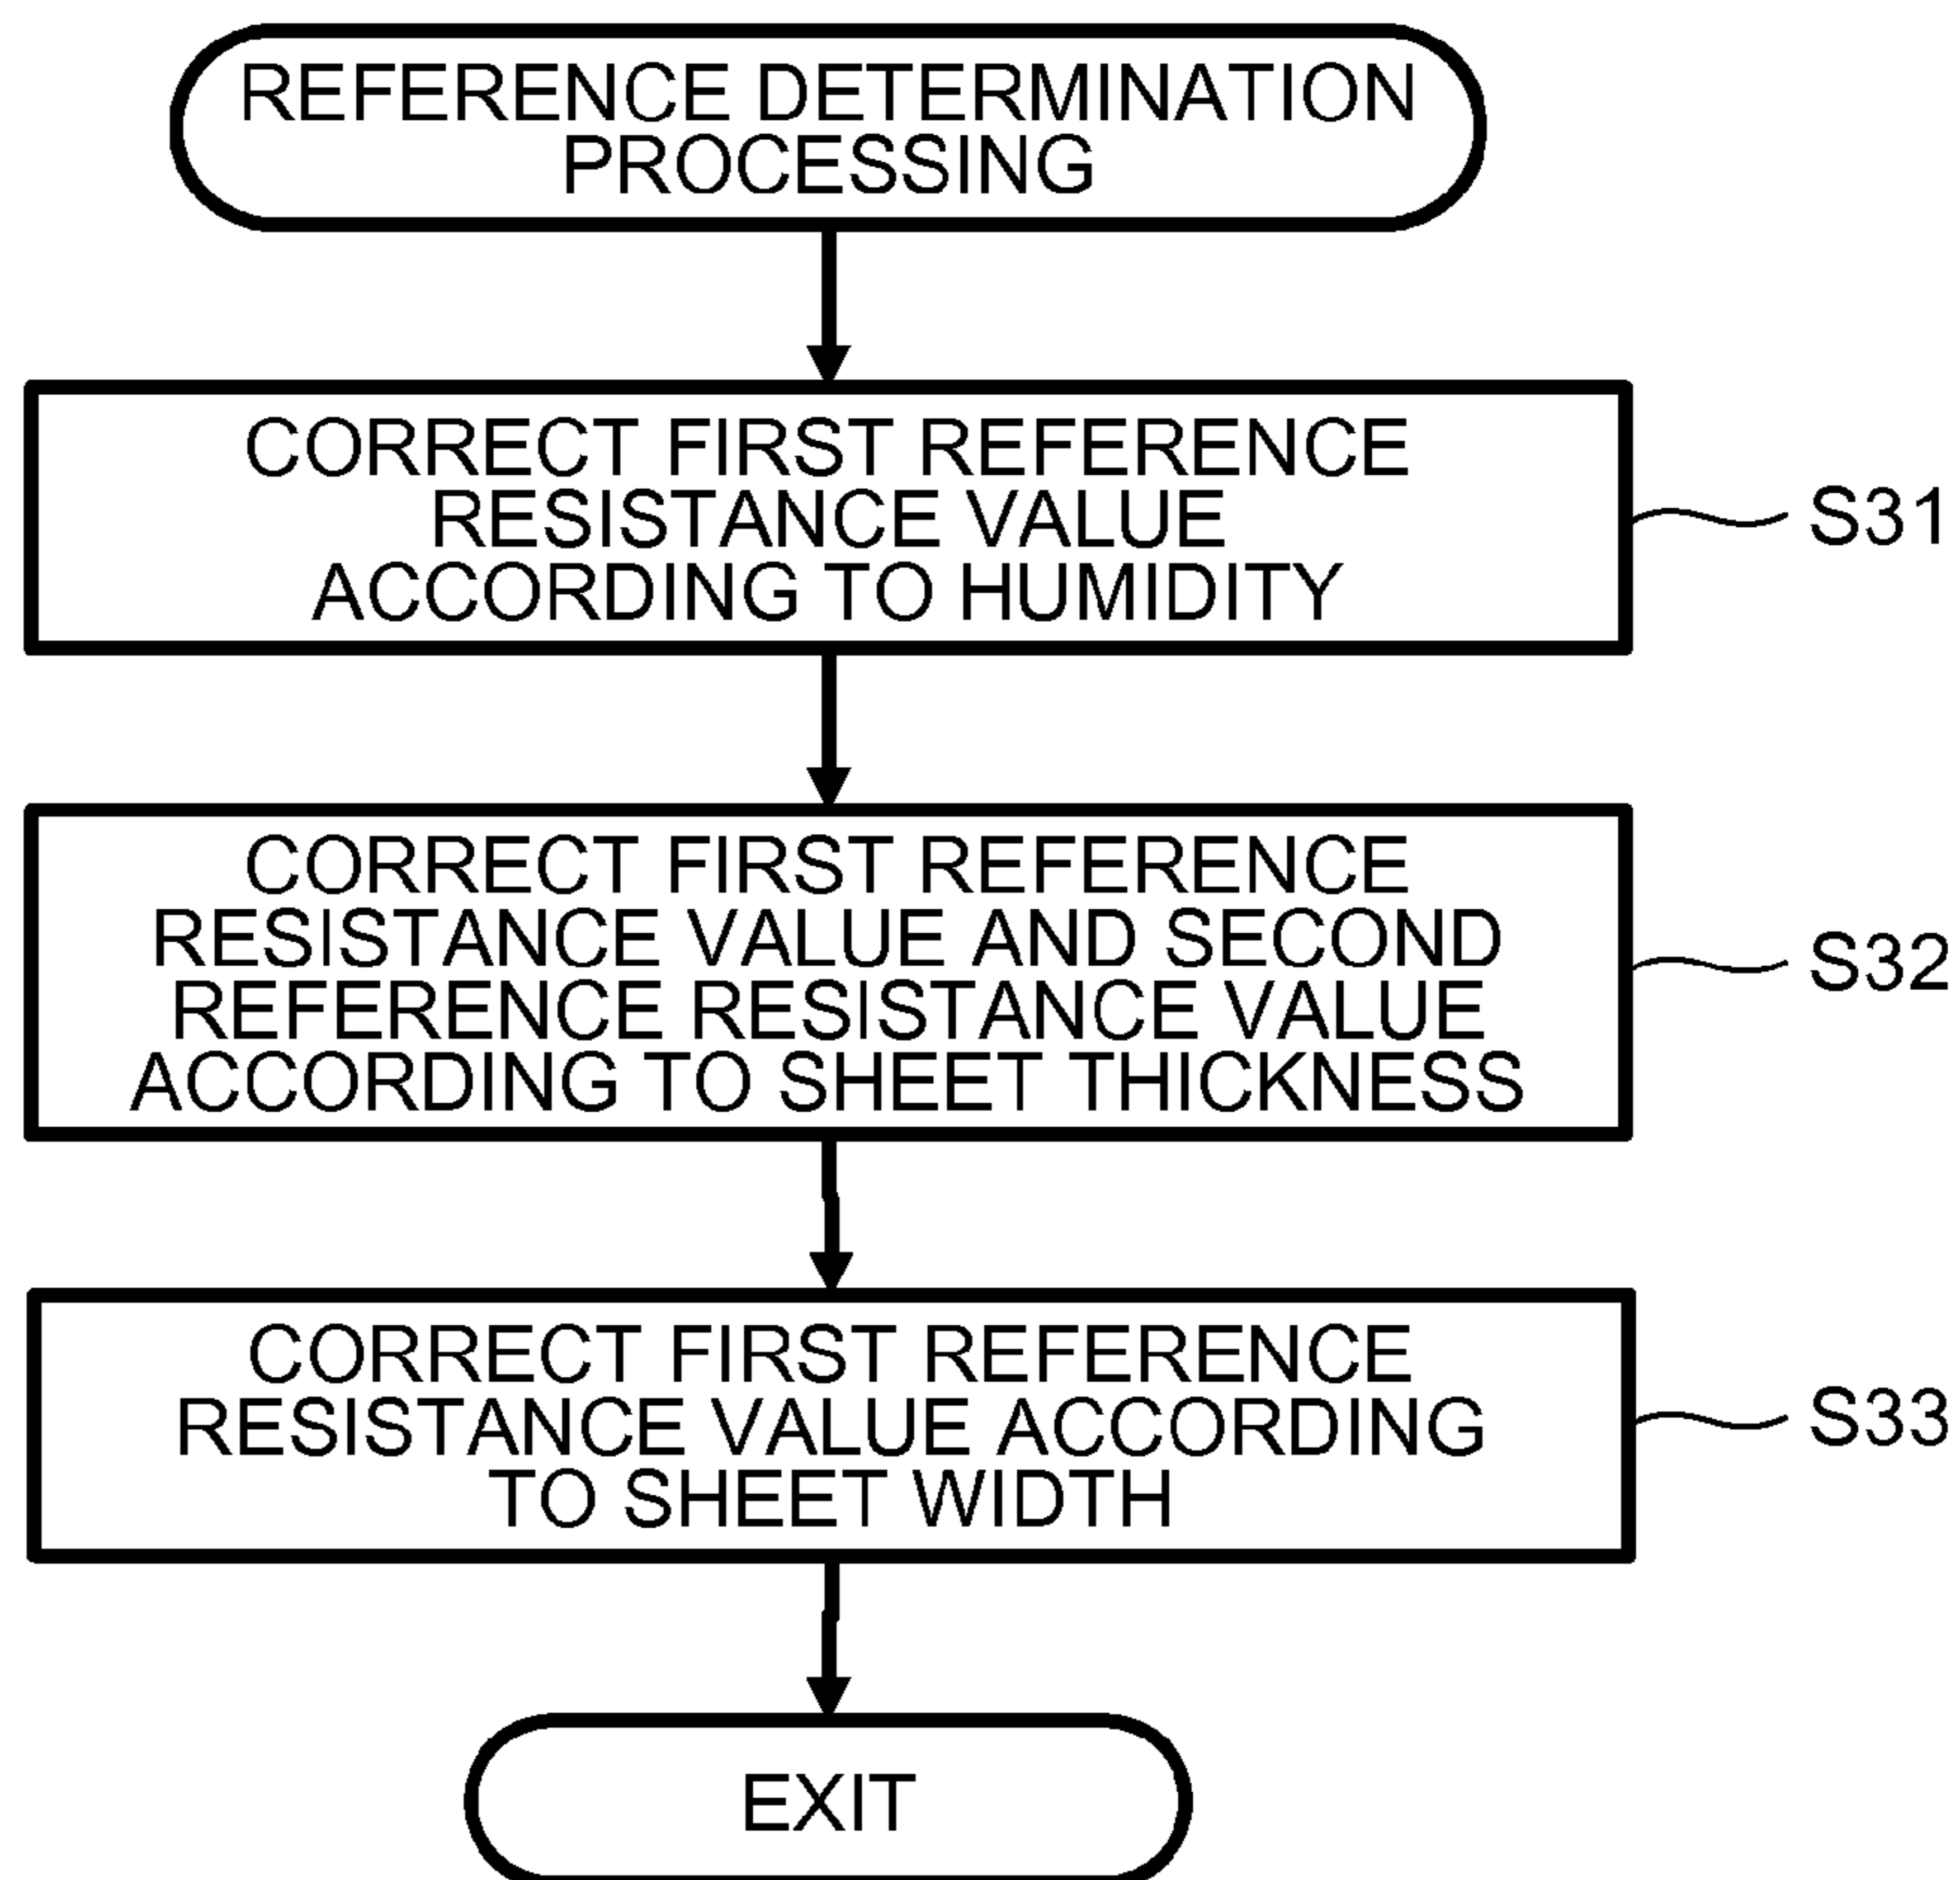 REFERENCE DETERMINATION
PROCESSING
CORRECT FIRST REFERENCE
RESISTANCE VALUE
ACCORDING TO HUMIDITY
S31
CORRECT FIRST REFERENCE
RESISTANCE VALUE AND SECOND
REFERENCE RESISTANCE VALUE
ACCORDING TO SHEET THICKNESS
S32
CORRECT FIRST REFERENCE
RESISTANCE VALUE ACCORDING
TO SHEET WIDTH
S33
EXIT